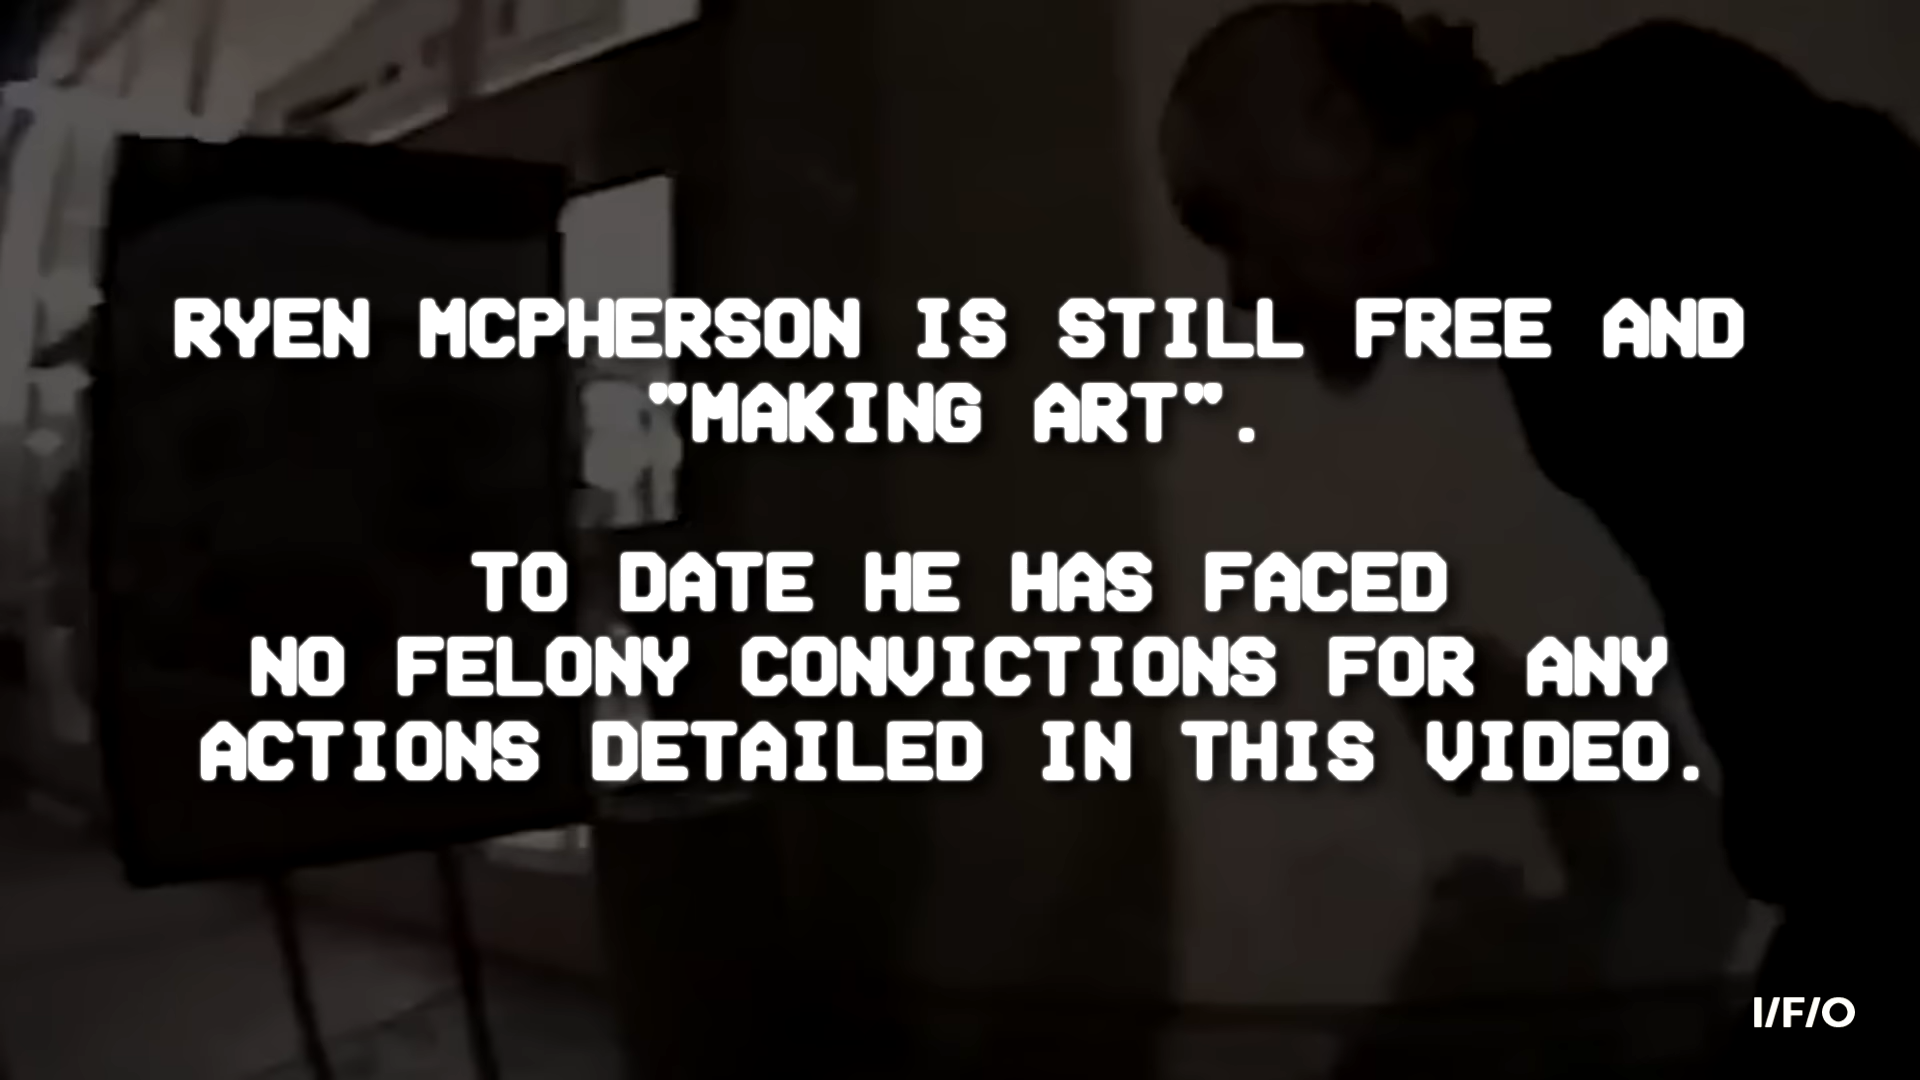 RYEN MCPHERSON IS STILL FREE AND
"MAKING ART".
TO DATE HE HAS FACED
NO FELONY CONVICTIONS FOR ANY
ACTIONS DETAILED IN THIS VIDEO.
I/F/O